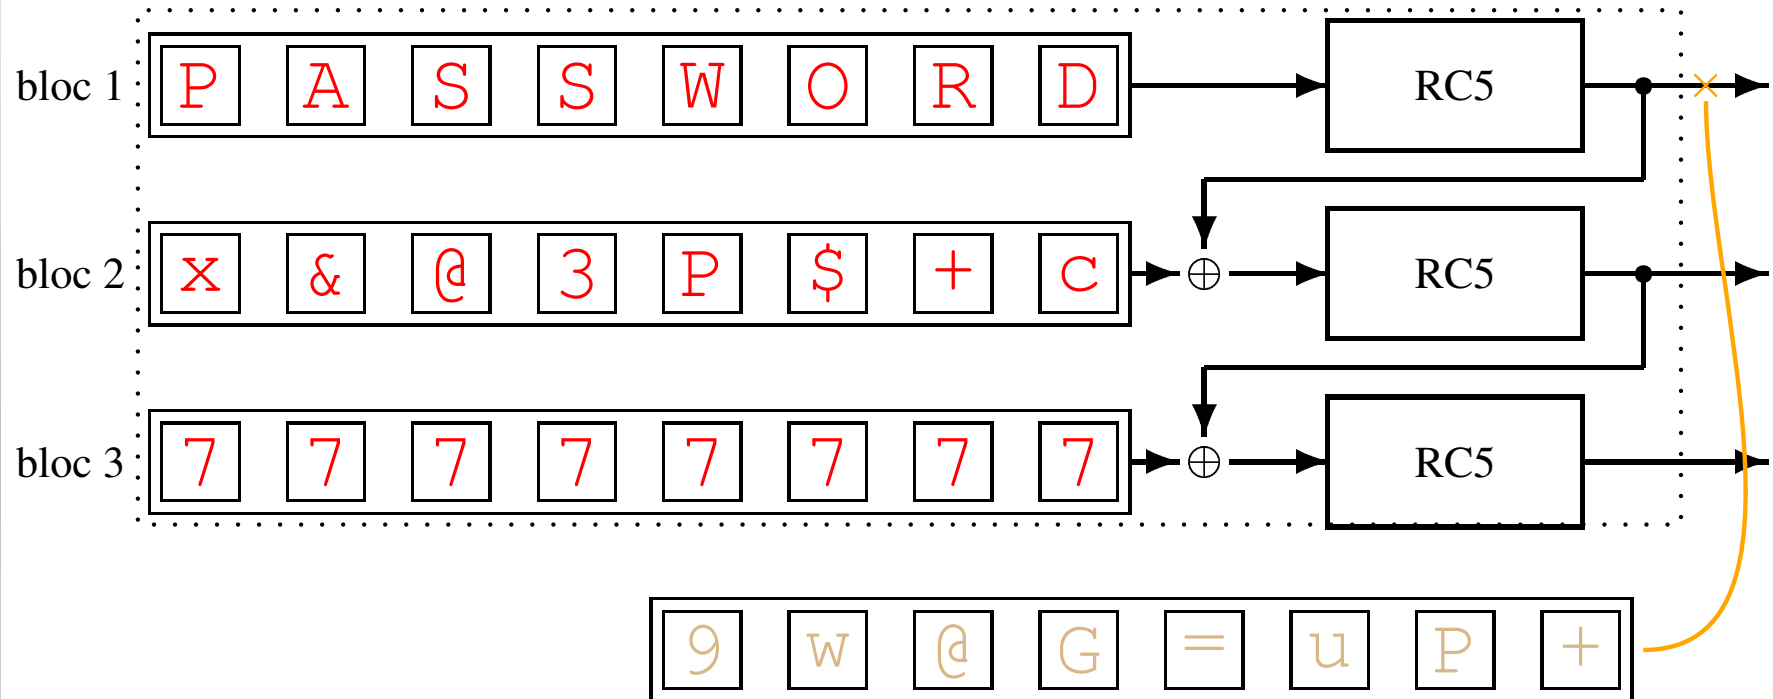 bloc 1 P A S S W O R D RC5
bloc 2 x & @ 3 P $ + c RC5
bloc 3 7 7 7 7 7 7 7 7 RC5
9 w @ G = u P +